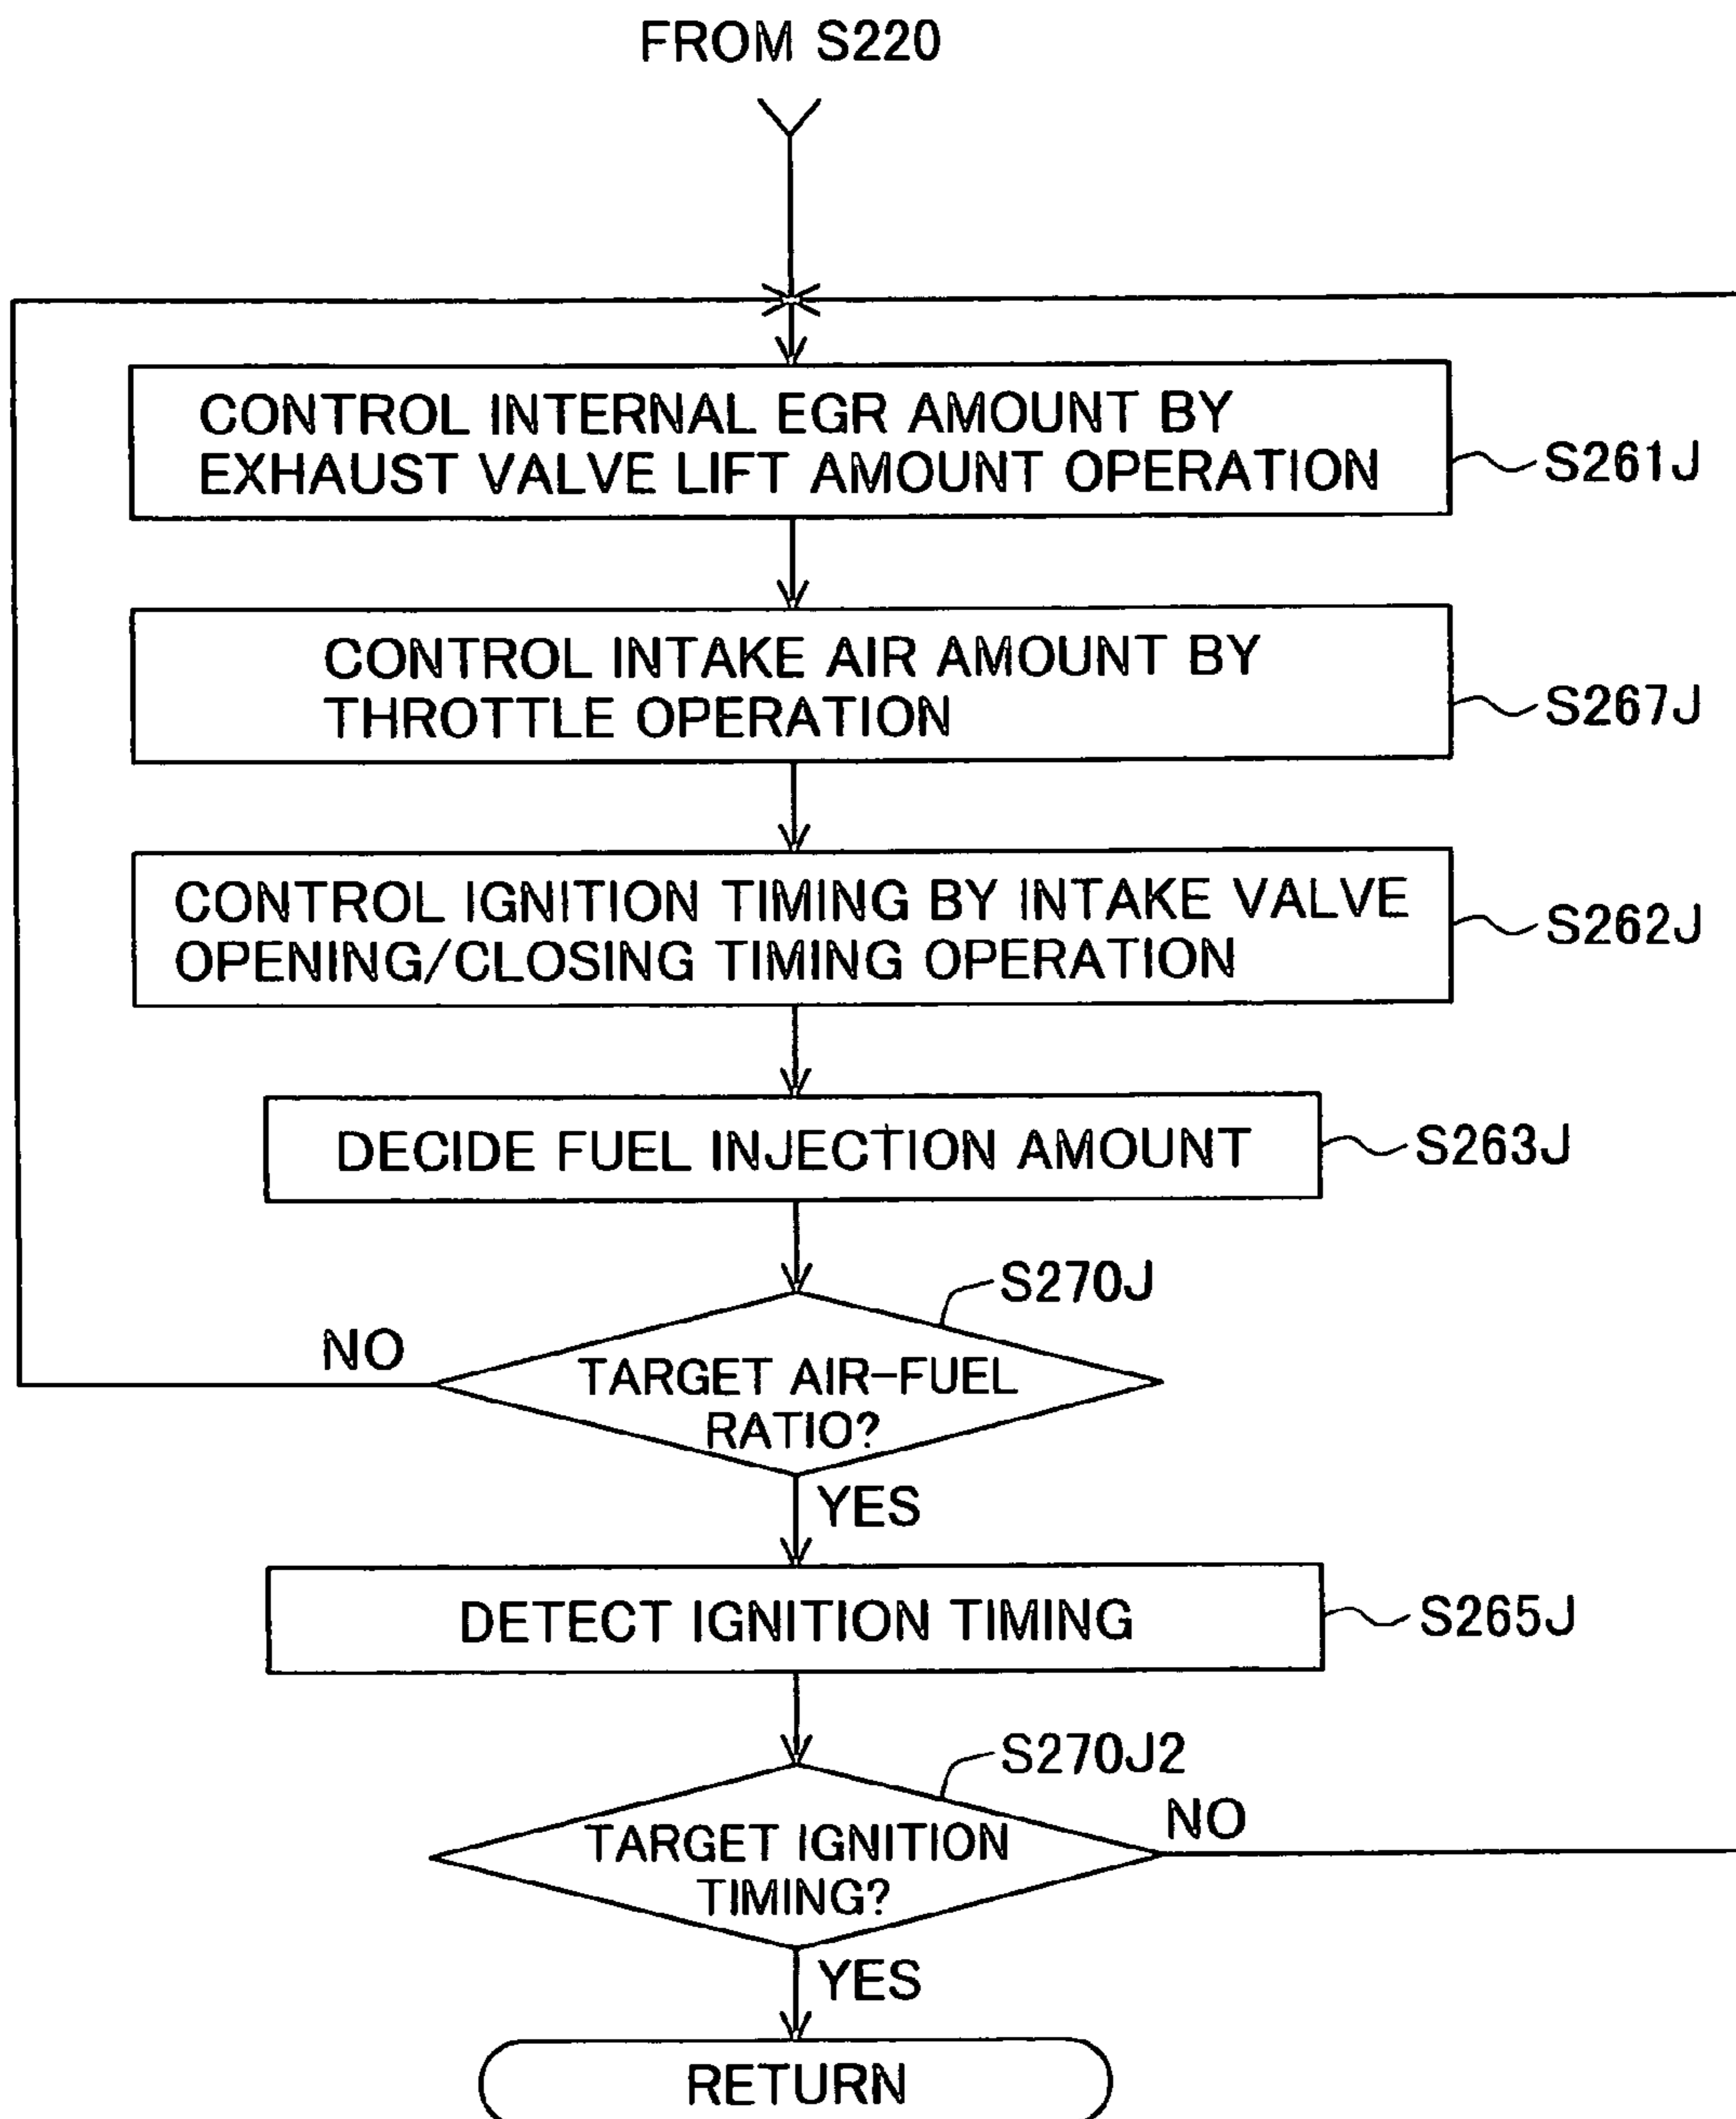 FROM S220
CONTROL INTERNAL EGR AMOUNT BY
EXHAUST VALVE LIFT AMOUNT OPERATION
S261J
CONTROL INTAKE AIR AMOUNT BY
THROTTLE OPERATION
S267J
CONTROL IGNITION TIMING BY INTAKE VALVE
OPENING/CLOSING TIMING OPERATION
S262J
DECIDE FUEL INJECTION AMOUNT
S263J
S270J
NO
TARGET AIR-FUEL
RATIO?
YES
DETECT IGNITION TIMING
S265J
S270J2
NO
TARGET IGNITION
TIMING?
YES
RETURN